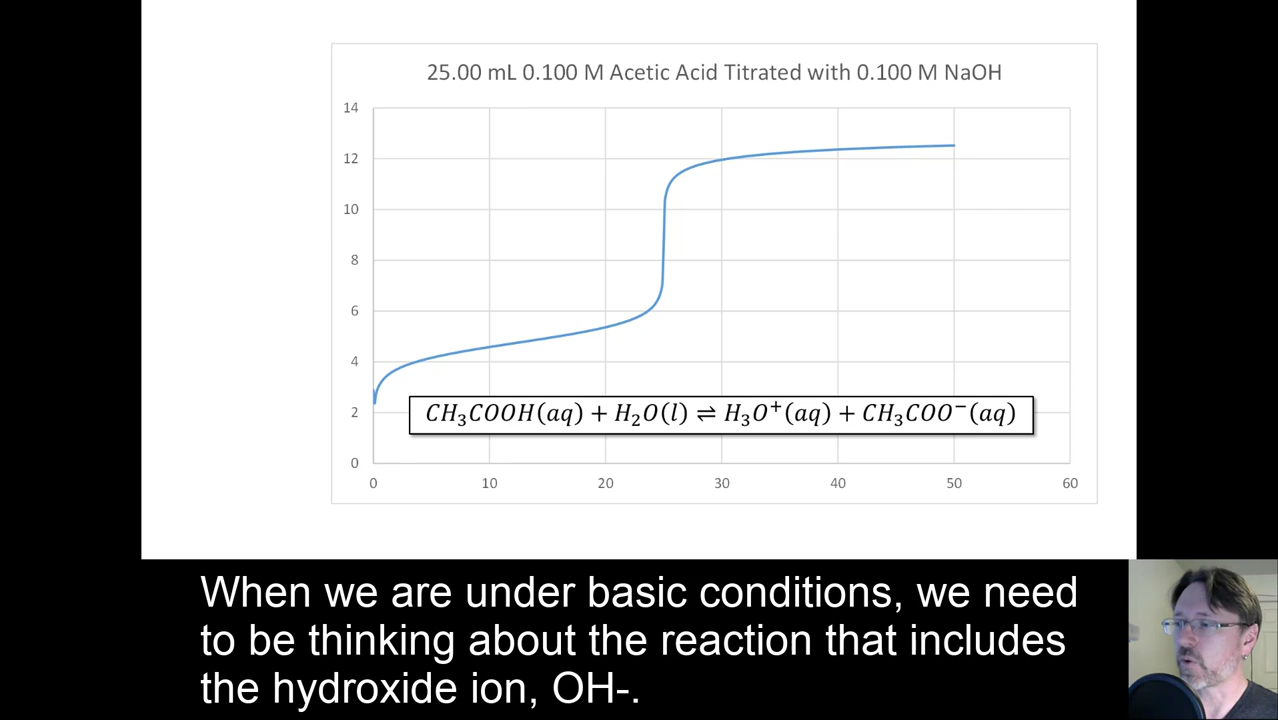 25.00 mL 0.100 M Acetic Acid Titrated with 0.100 M NaOH
14
12
10
8
6
4
2
0
CH₃COOH(aq) + H₂O(l) ⇌ H₃O⁺(aq) + CH₃COO⁻(aq)
0 10 20 30 40 50 60
When we are under basic conditions, we need
to be thinking about the reaction that includes
the hydroxide ion, OH-.